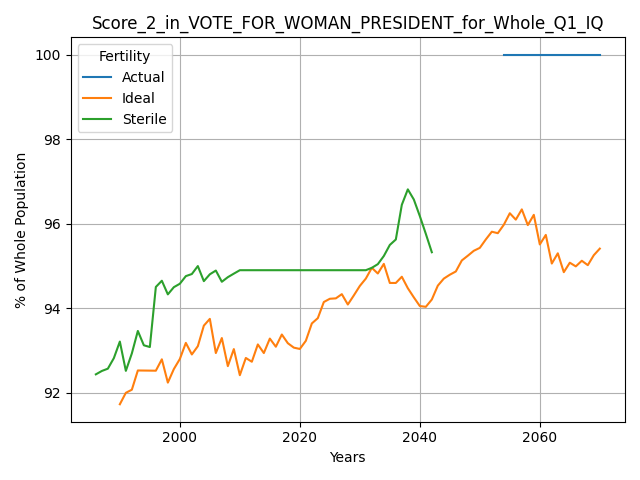 Score_2_in_VOTE_FOR_WOMAN_PRESIDENT_for_Whole_Q1_IQ
Fertility
Actual
Ideal
Sterile
% of Whole Population
100
98
96
94
92
2000
2020
2040
2060
Years